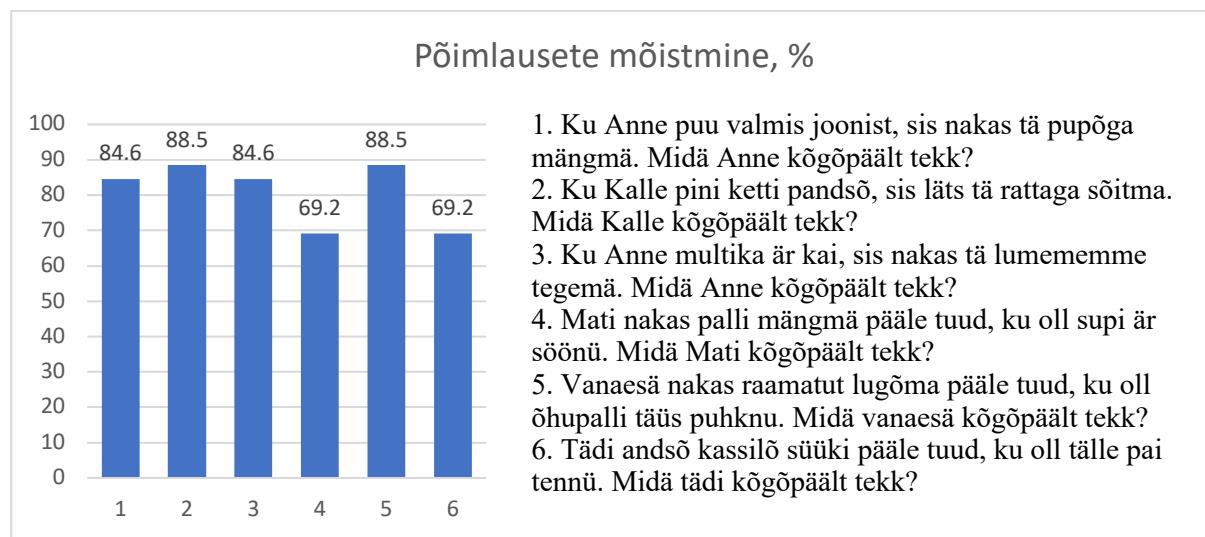 Põimlausete mõistmine, %
100
90
80
70
60
50
40
30
20
10
0
84.6
88.5
84.6
69.2
88.5
69.2
1
2
3
4
5
6
1. Ku Anne puu valmis joonist, sis nakas tä pupõga
mängmä. Midä Anne kõgõpäält tekk?
2. Ku Kalle pini ketti pandsõ, sis läts tä rattaga sõitma.
Midä Kalle kõgõpäält tekk?
3. Ku Anne multika är kai, sis nakas tä lumememme
tegemä. Midä Anne kõgõpäält tekk?
4. Mati nakas palli mängmä pääle tuud, ku oll supi är
söönü. Midä Mati kõgõpäält tekk?
5. Vanaesä nakas raamatut lugõma pääle tuud, ku oll
õhupalli täüs puhknu. Midä vanaesä kõgõpäält tekk?
6. Tädi andsõ kassilõ süüki pääle tuud, ku oll tälle pai
tennü. Midä tädi kõgõpäält tekk?